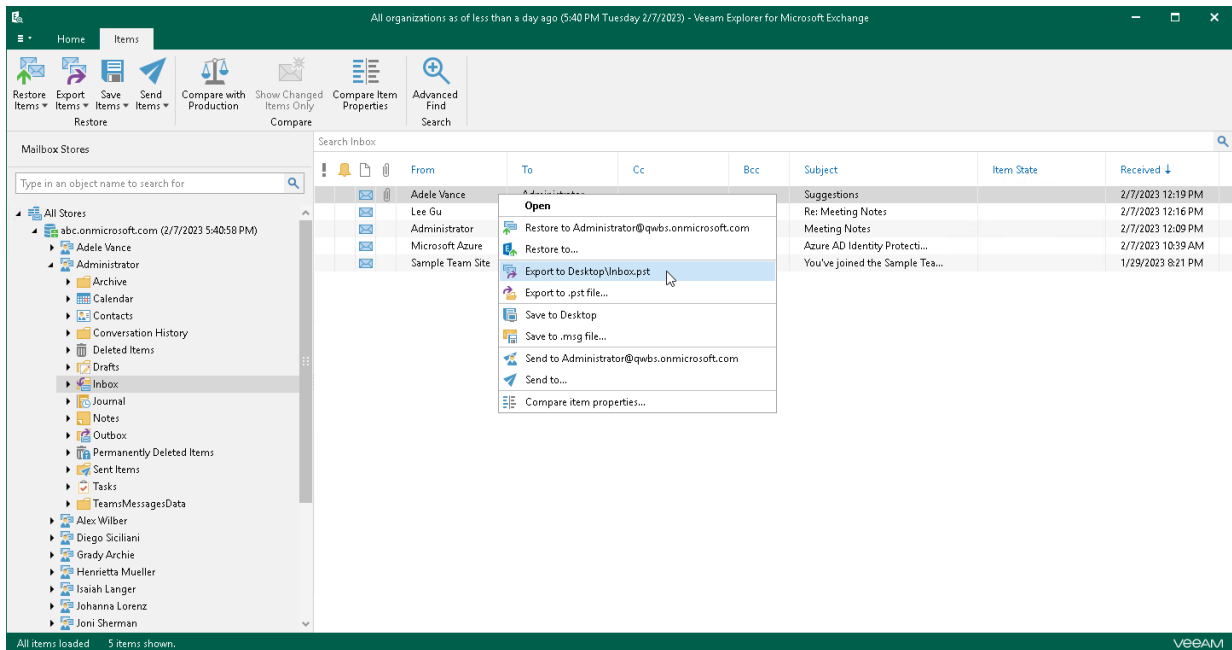 All organizations as of less than a day ago (5:40 PM Tuesday 2/7/2023) - Veeam Explorer for Microsoft Exchange
Home Items
Restore Items Export Items Save Items Send Items Compare with Production Show Changed Items Only Compare Item Properties Advanced Find
Restore Compare Search
Mailbox Stores
Type in an object name to search for
All Stores
abc.onmicrosoft.com (2/7/2023 5:40:58 PM)
Adele Vance
Administrator
Archive
Calendar
Contacts
Conversation History
Deleted Items
Drafts
Inbox
Journal
Notes
Outbox
Permanently Deleted Items
Sent Items
Tasks
TeamsMessagesData
Alex Wilber
Diego Siciliani
Grady Archie
Henrietta Mueller
Isaiah Langer
Johanna Lorenz
Joni Sherman
Search Inbox
From To Cc Bcc Subject Item State Received
Adele Vance Administrator Suggestions 2/7/2023 12:19 PM
Lee Gu Re: Meeting Notes 2/7/2023 12:16 PM
Administrator Meeting Notes 2/7/2023 12:09 PM
Microsoft Azure Azure AD Identity Protecti... 2/7/2023 10:39 AM
Sample Team Site You've joined the Sample Tea... 1/29/2023 8:21 PM
Open
Restore to Administrator@qwbs.onmicrosoft.com
Restore to...
Export to Desktop\Inbox.pst
Export to .pst file...
Save to Desktop
Save to .msg file...
Send to Administrator@qwbs.onmicrosoft.com
Send to...
Compare item properties...
All items loaded 5 items shown.
veeam